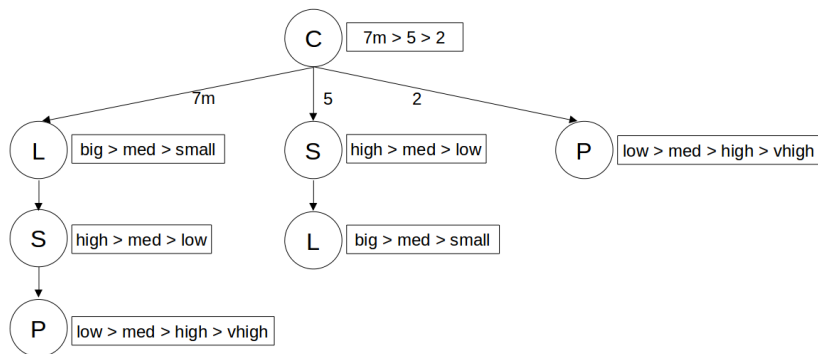 C
7m > 5 > 2
7m
5
2
L
big > med > small
S
high > med > low
P
low > med > high > vhigh
S
high > med > low
L
big > med > small
P
low > med > high > vhigh